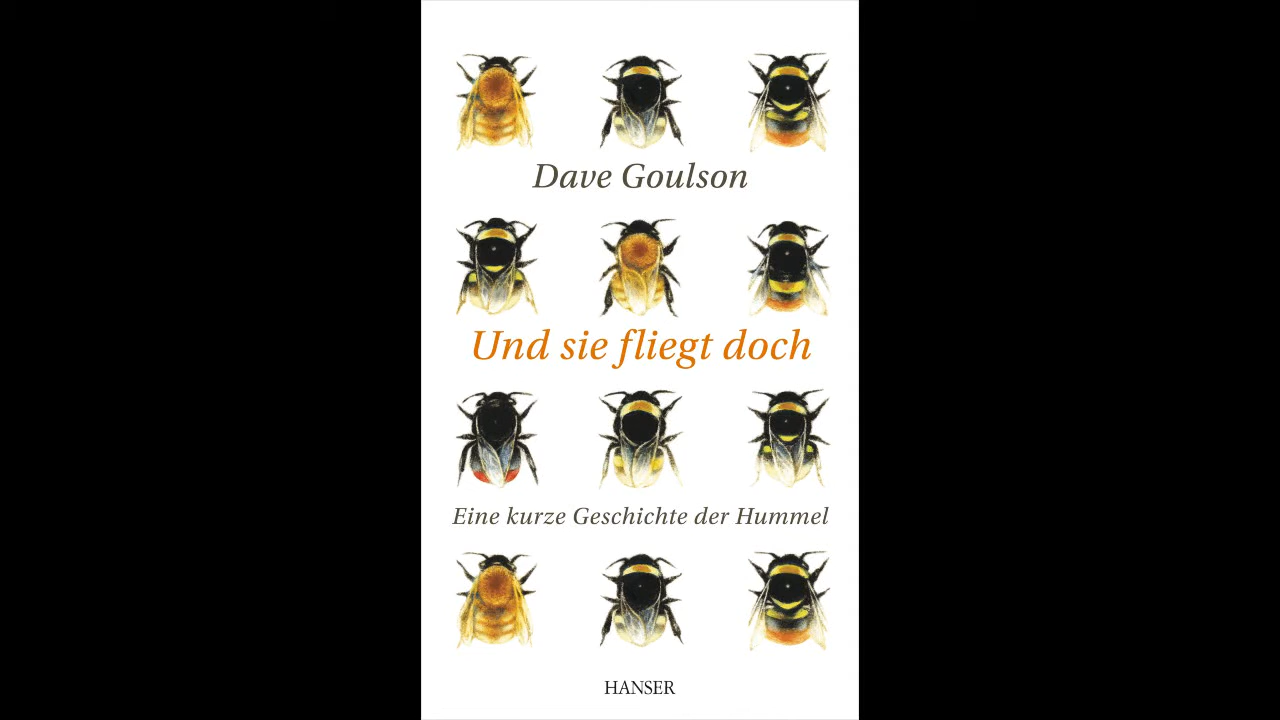 Dave Goulson
Und sie fliegt doch
Eine kurze Geschichte der Hummel
HANSER